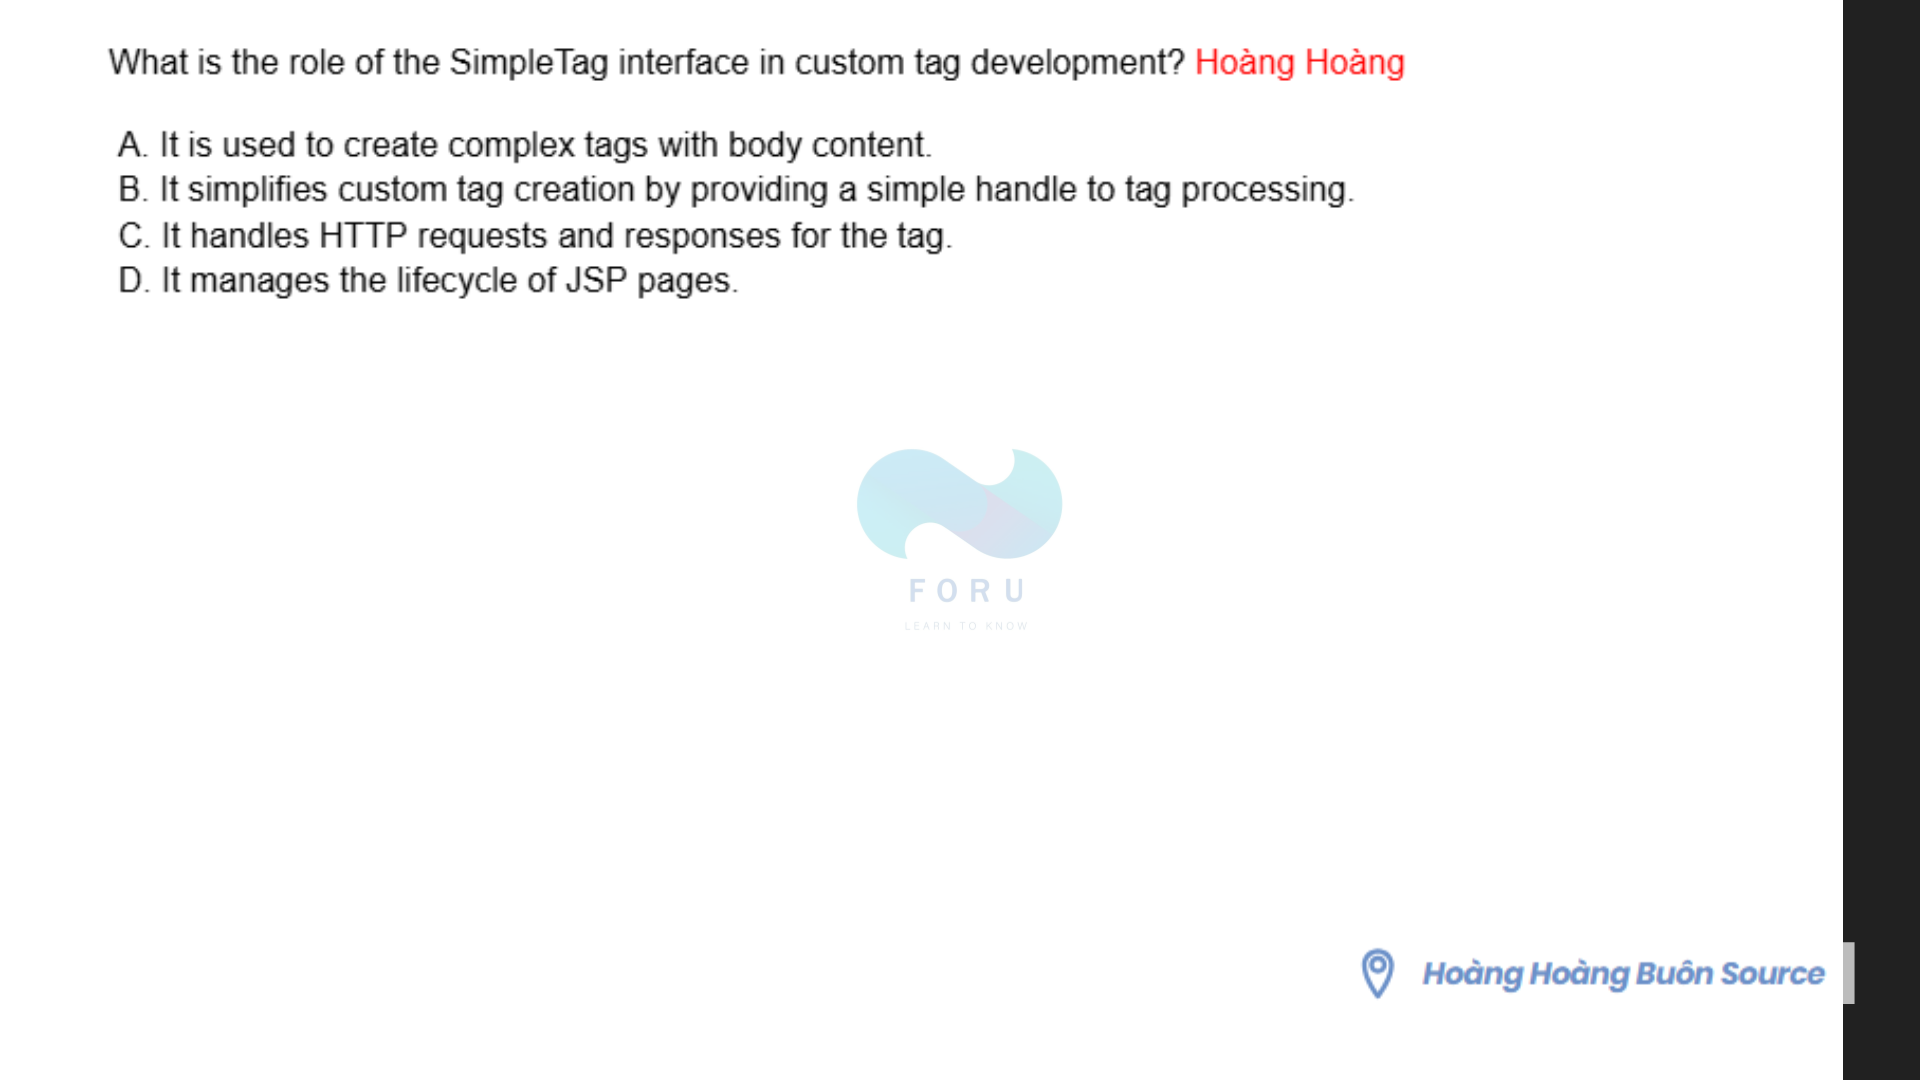 What is the role of the SimpleTag interface in custom tag development? Hoàng Hoàng
A. It is used to create complex tags with body content.
B. It simplifies custom tag creation by providing a simple handle to tag processing.
C. It handles HTTP requests and responses for the tag.
D. It manages the lifecycle of JSP pages.
FORU
LEARN TO KNOW
Hoàng Hoàng Buôn Source